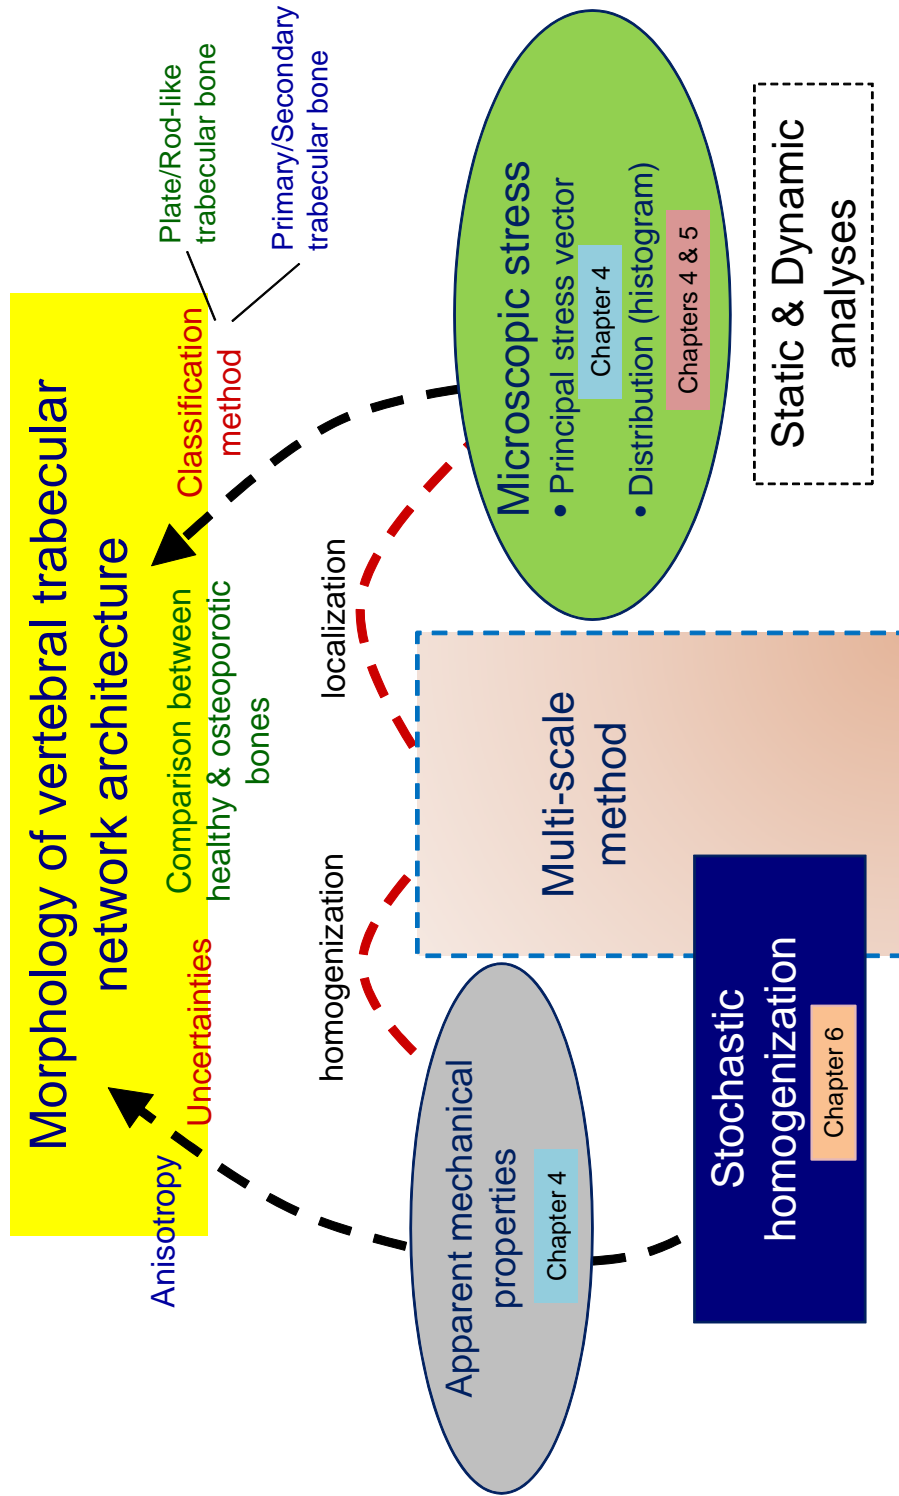 Morphology of vertebral trabecular
network architecture
Anisotropy
Uncertainties
Comparison between
healthy & osteoporotic
bones
Classification
method
Plate/Rod-like
trabecular bone
Primary/Secondary
trabecular bone
homogenization
localization
Apparent mechanical
properties
Chapter 4
Multi-scale
method
Microscopic stress
• Principal stress vector
Chapter 4
• Distribution (histogram)
Chapters 4 & 5
Stochastic
homogenization
Chapter 6
Static & Dynamic
analyses